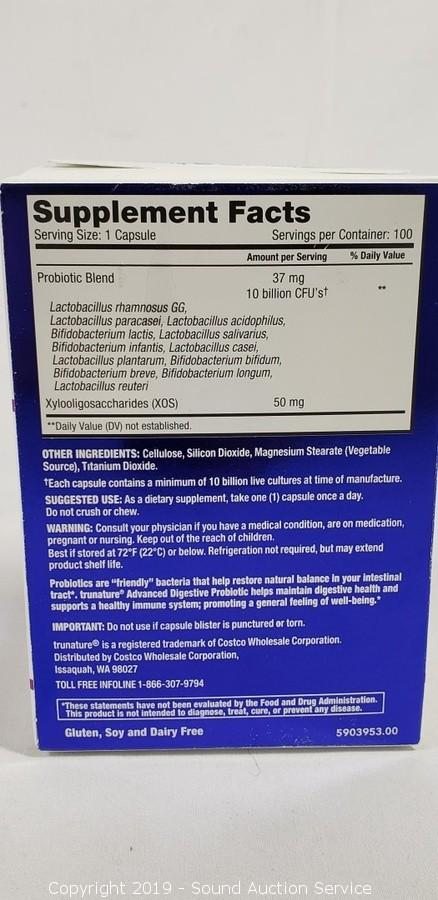 Supplement Facts
Serving Size: 1 Capsule Servings per Container: 100
Amount per Serving % Daily Value
Probiotic Blend 37 mg
10 billion CFU's† **
Lactobacillus rhamnosus GG,
Lactobacillus paracasei, Lactobacillus acidophilus,
Bifidobacterium lactis, Lactobacillus salivarius,
Bifidobacterium infantis, Lactobacillus casei,
Lactobacillus plantarum, Bifidobacterium bifidum,
Bifidobacterium breve, Bifidobacterium longum,
Lactobacillus reuteri
Xylooligosaccharides (XOS) 50 mg
**Daily Value (DV) not established.
OTHER INGREDIENTS: Cellulose, Silicon Dioxide, Magnesium Stearate (Vegetable
Source), Titanium Dioxide.
†Each capsule contains a minimum of 10 billion live cultures at time of manufacture.
SUGGESTED USE: As a dietary supplement, take one (1) capsule once a day.
Do not crush or chew.
WARNING: Consult your physician if you have a medical condition, are on medication,
pregnant or nursing. Keep out of the reach of children.
Best if stored at 72°F (22°C) or below. Refrigeration not required, but may extend
product shelf life.
Probiotics are "friendly" bacteria that help restore natural balance in your intestinal
tract*. trunature® Advanced Digestive Probiotic helps maintain digestive health and
supports a healthy immune system; promoting a general feeling of well-being.*
IMPORTANT: Do not use if capsule blister is punctured or torn.
trunature® is a registered trademark of Costco Wholesale Corporation.
Distributed by Costco Wholesale Corporation,
Issaquah, WA 98027
TOLL FREE INFOLINE 1-866-307-9794
*These statements have not been evaluated by the Food and Drug Administration.
This product is not intended to diagnose, treat, cure, or prevent any disease.
Gluten, Soy and Dairy Free 5903953.00
Copyright 2019 - Sound Auction Service